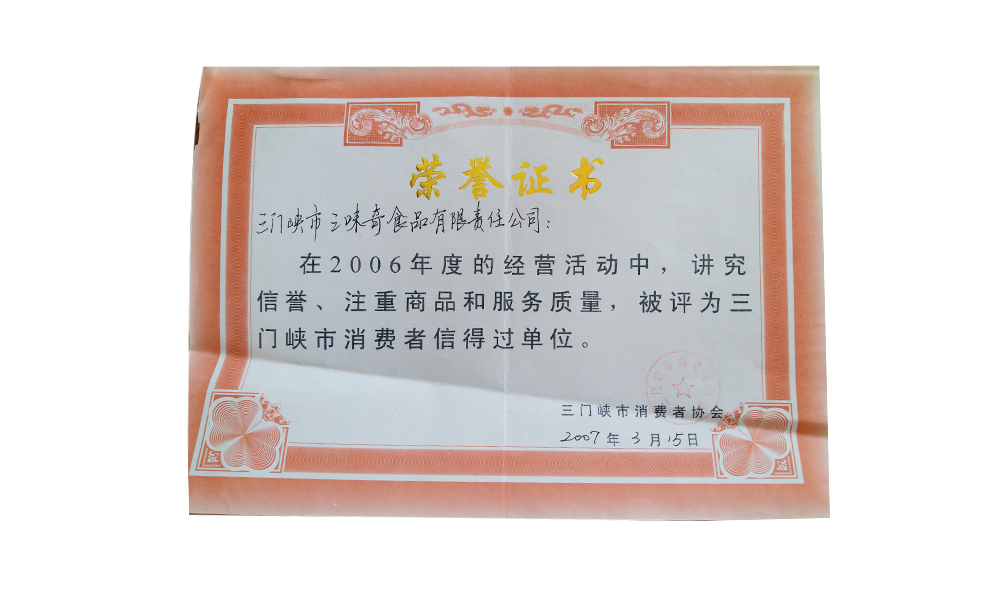 荣誉证书
三门峡市三味奇食品有限责任公司：
在2006年度的经营活动中，讲究
信誉、注重商品和服务质量，被评为三
门峡市消费者信得过单位。
三门峡市消费者协会
2007年3月15日